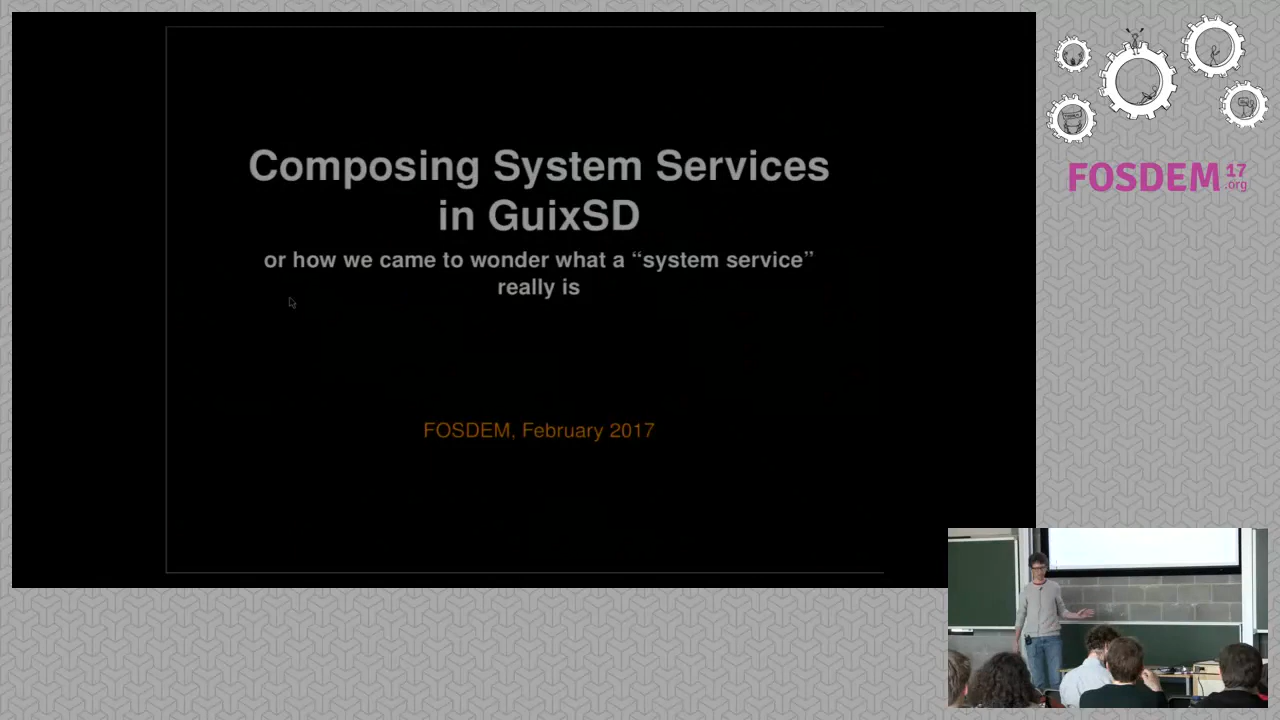 Composing System Services
in GuixSD
or how we came to wonder what a “system service”
really is
FOSDEM, February 2017
FOSDEM 17
.org